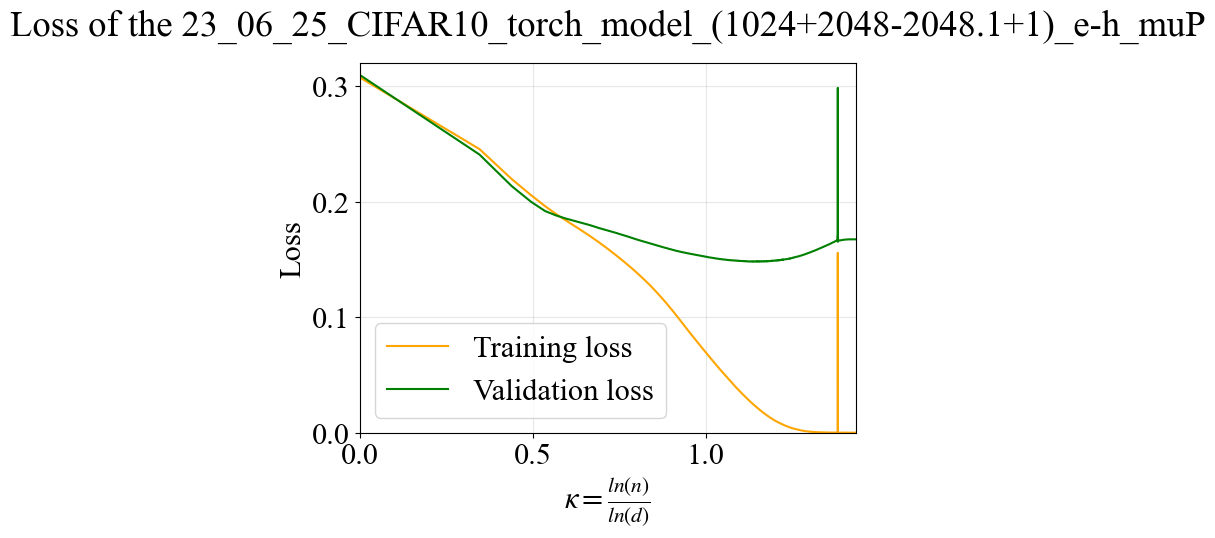 Loss of the 23_06_25_CIFAR10_torch_model_(1024+2048-2048.1+1)_e-h_muP
0.3
0.2
0.1
0.0
Loss
Training loss
Validation loss
0.0 0.5 1.0
κ = ln(n)/ln(d)